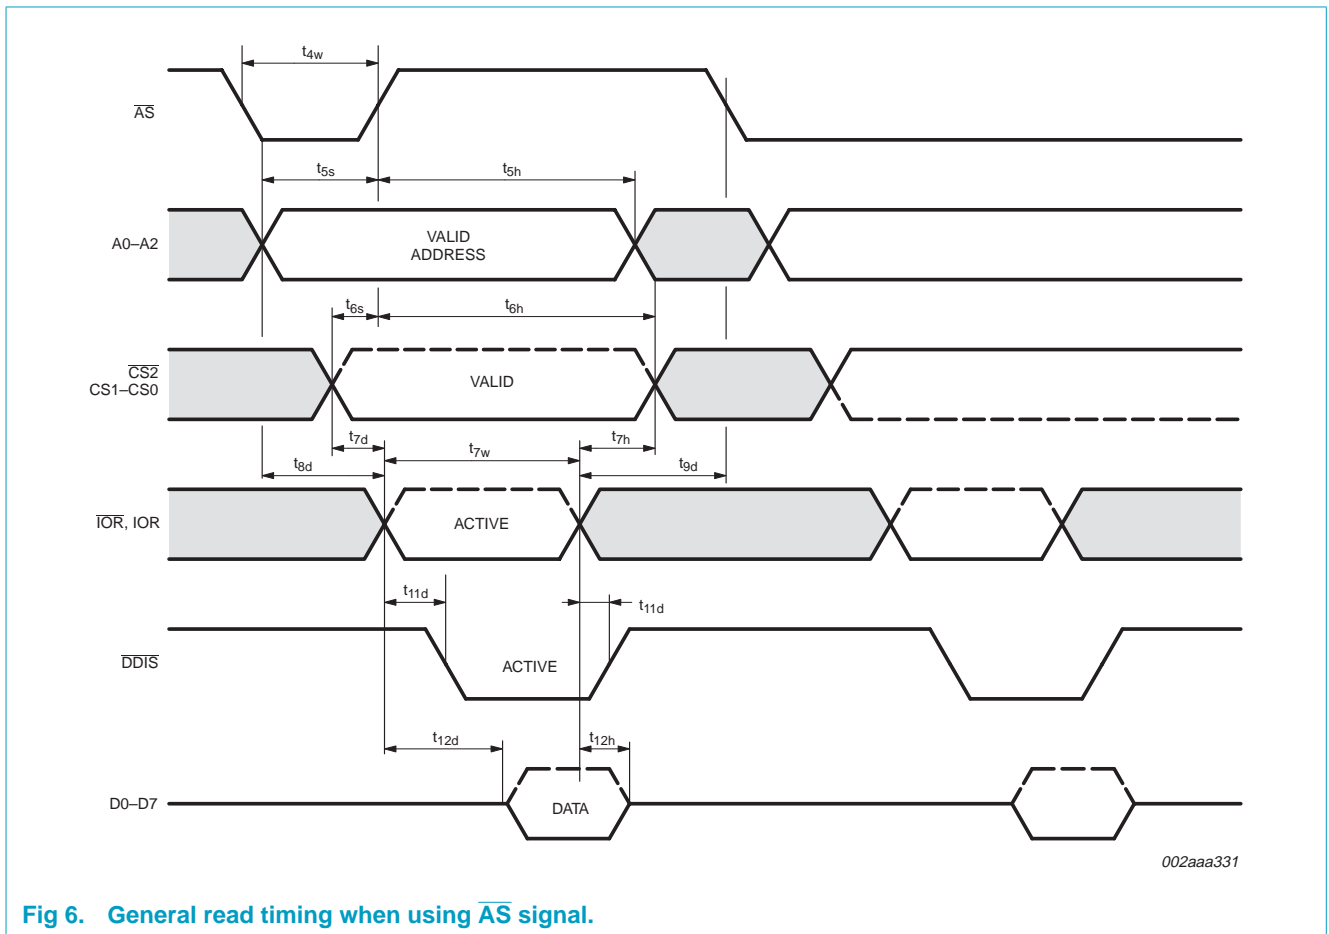 t4w
AS
t5s
t5h
A0–A2
VALID
ADDRESS
t6s
t6h
CS2
CS1–CS0
VALID
t7d
t7w
t7h
t8d
t9d
IOR, IOR
ACTIVE
t11d
t11d
DDIS
ACTIVE
t12d
t12h
D0–D7
DATA
002aaa331
Fig 6. General read timing when using AS signal.